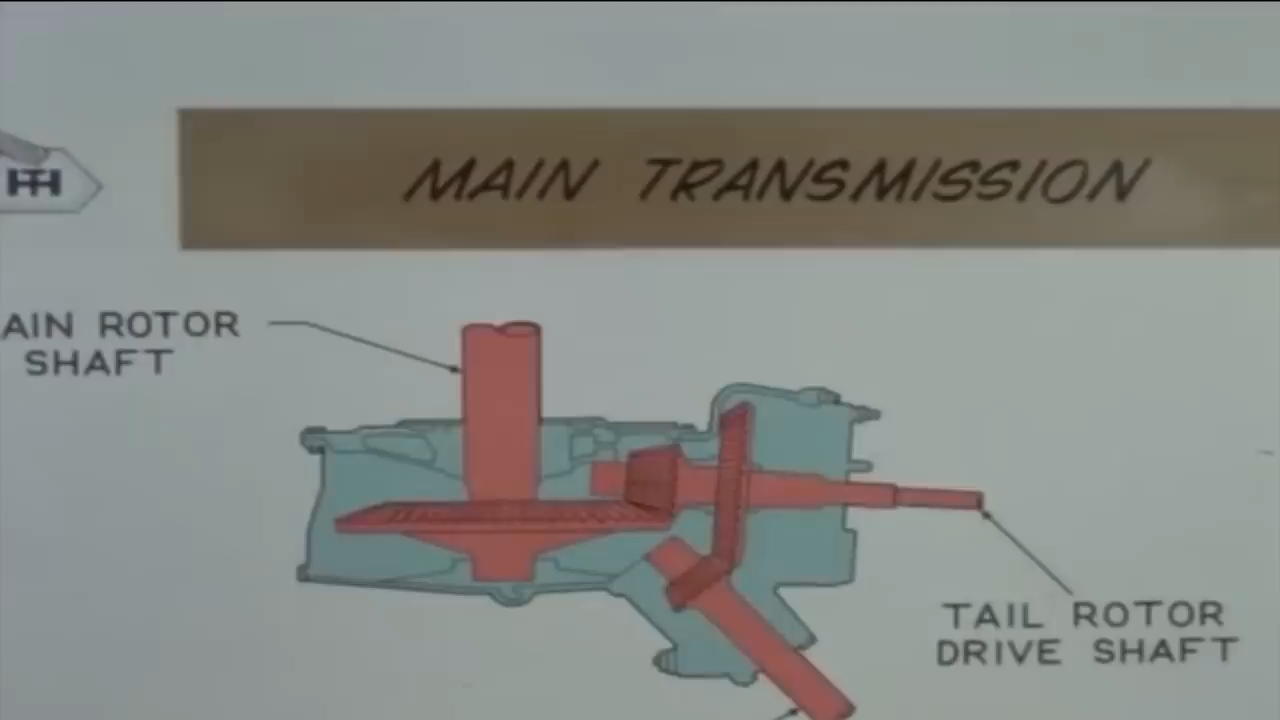 MAIN TRANSMISSION
AIN ROTOR
SHAFT
TAIL ROTOR
DRIVE SHAFT